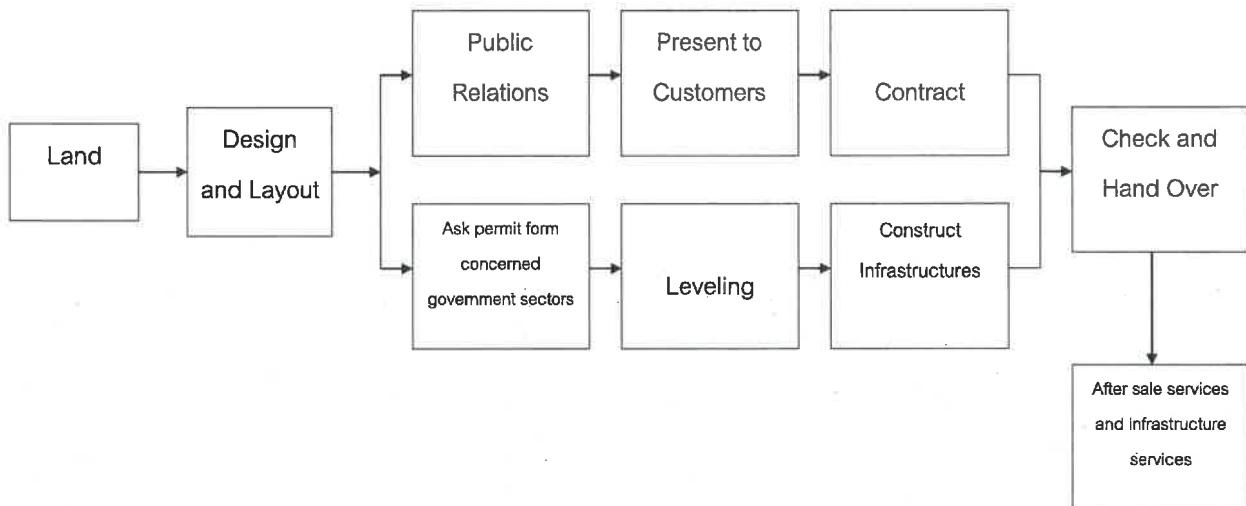 Land
Design
and Layout
Public
Relations
Present to
Customers
Contract
Ask permit form
concerned
government sectors
Leveling
Construct
Infrastructures
Check and
Hand Over
After sale services
and infrastructure
services